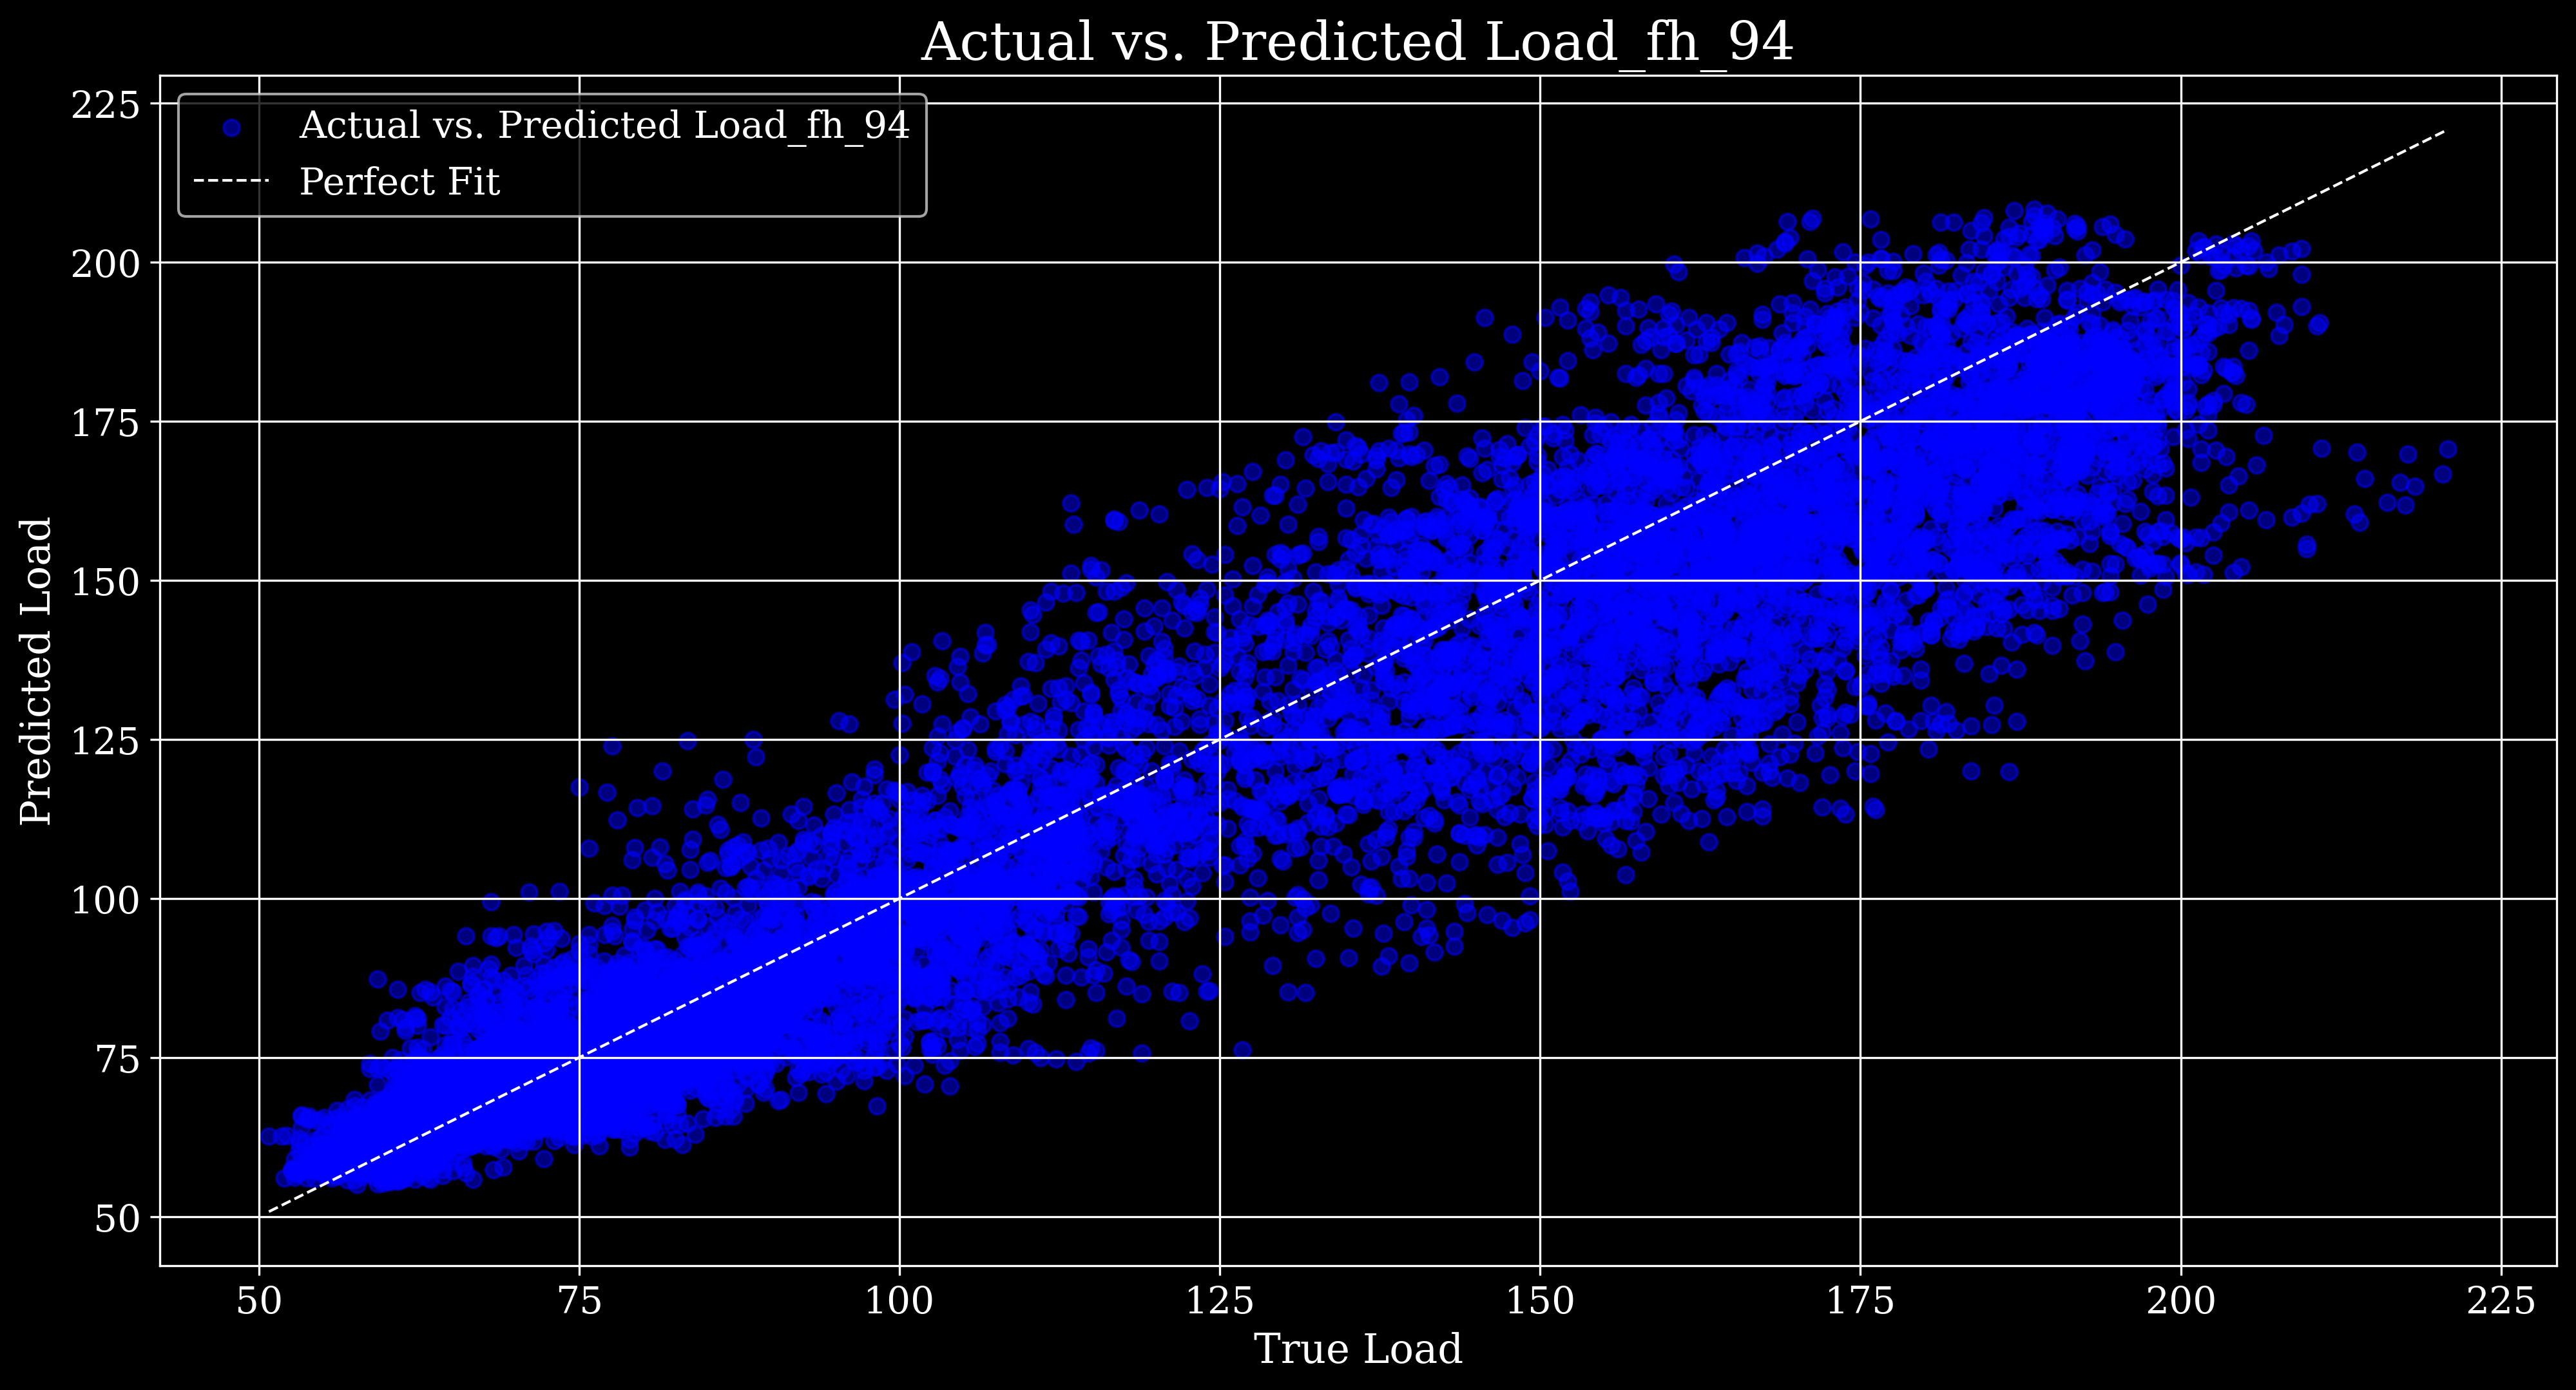 Actual vs. Predicted Load_fh_94
Actual vs. Predicted Load_fh_94
Perfect Fit
225
200
175
150
125
100
75
50
Predicted Load
50 75 100 125 150 175 200 225
True Load